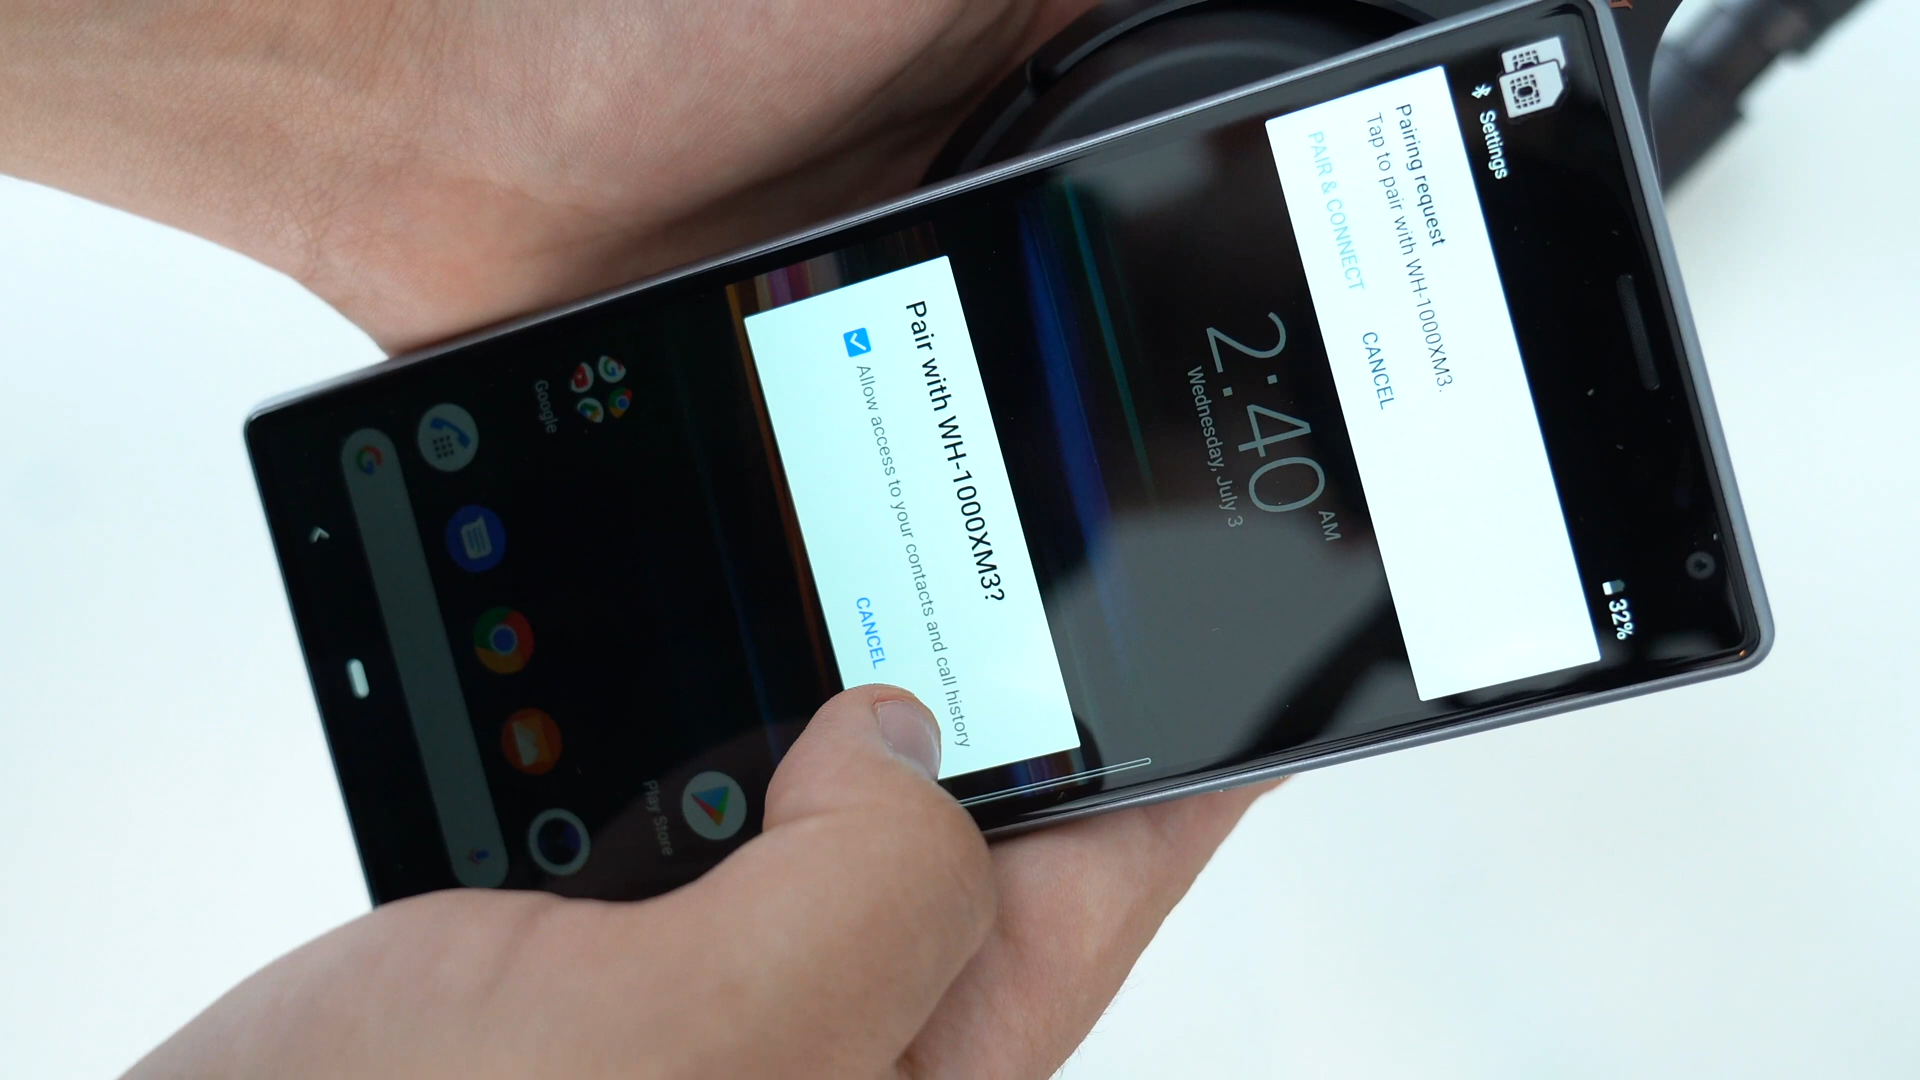 Settings
32%
Pairing request
Tap to pair with WH-1000XM3.
PAIR & CONNECT
CANCEL
2:40 AM
Wednesday, July 3
Pair with WH-1000XM3??
Allow access to your contacts and call history
CANCEL
Google
Play Store